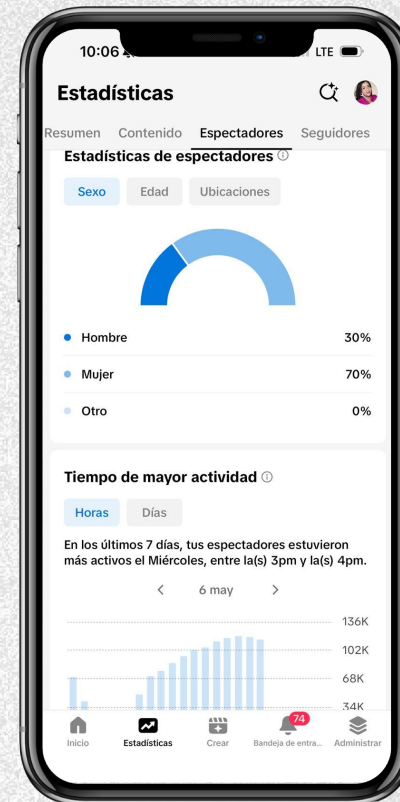 10:06
LTE
Estadísticas
Resumen Contenido Espectadores Seguidores
Estadísticas de espectadores
Sexo Edad Ubicaciones
Hombre 30%
Mujer 70%
Otro 0%
Tiempo de mayor actividad
Horas Días
En los últimos 7 días, tus espectadores estuvieron
más activos el Miércoles, entre la(s) 3pm y la(s) 4pm.
< 6 may >
136K
102K
68K
34K
74
Inicio Estadísticas Crear Bandeja de entra... Administrar